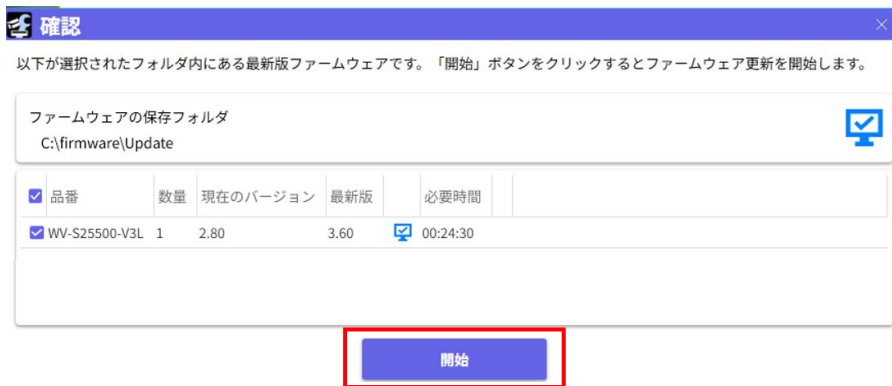 確認
以下が選択されたフォルダ内にある最新版ファームウェアです。「開始」ボタンをクリックするとファームウェア更新を開始します。
ファームウェアの保存フォルダ
C:\firmware\Update
品番 数量 現在のバージョン 最新版 必要時間
WV-S25500-V3L 1 2.80 3.60 00:24:30
開始